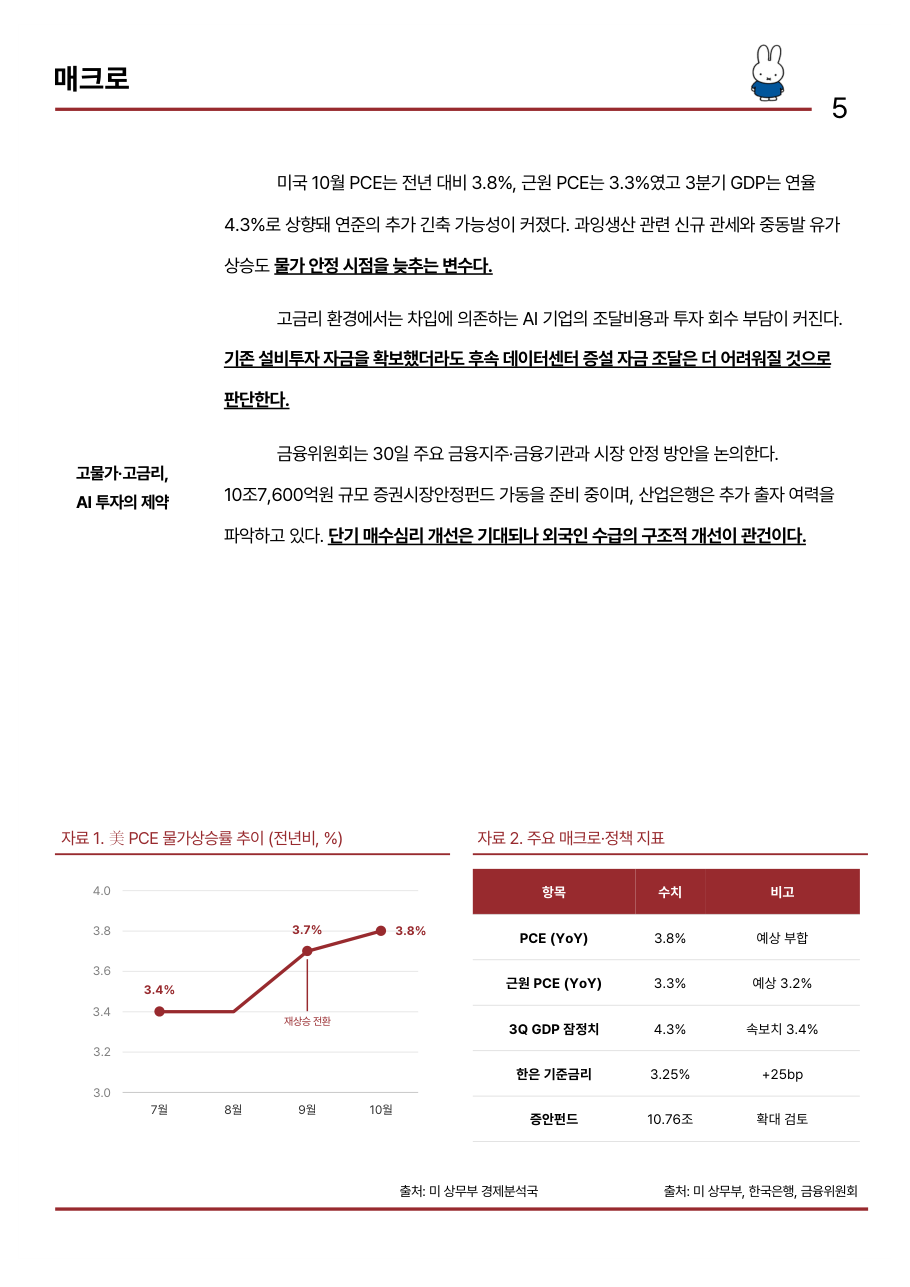 매크로
5
미국 10월 PCE는 전년 대비 3.8%, 근원 PCE는 3.3%였고 3분기 GDP는 연율
4.3%로 상향돼 연준의 추가 긴축 가능성이 커졌다. 과잉생산 관련 신규 관세와 중동발 유가
상승도 물가 안정 시점을 늦추는 변수다.
고금리 환경에서는 차입에 의존하는 AI 기업의 조달비용과 투자 회수 부담이 커진다.
기존 설비투자 자금을 확보했더라도 후속 데이터센터 증설 자금 조달은 더 어려워질 것으로
판단한다.
고물가·고금리,
AI 투자의 제약
금융위원회는 30일 주요 금융지주·금융기관과 시장 안정 방안을 논의한다.
10조7,600억원 규모 증권시장안정펀드 가동을 준비 중이며, 산업은행은 추가 출자 여력을
파악하고 있다. 단기 매수심리 개선은 기대되나 외국인 수급의 구조적 개선이 관건이다.
자료 1. 美 PCE 물가상승률 추이 (전년비, %)
4.0
3.8
3.6
3.4
3.2
3.0
3.4%
3.7%
3.8%
재상승 전환
7월 8월 9월 10월
자료 2. 주요 매크로·정책 지표
항목 수치 비고
PCE (YoY) 3.8% 예상 부합
근원 PCE (YoY) 3.3% 예상 3.2%
3Q GDP 잠정치 4.3% 속보치 3.4%
한은 기준금리 3.25% +25bp
증안펀드 10.76조 확대 검토
출처: 미 상무부 경제분석국
출처: 미 상무부, 한국은행, 금융위원회